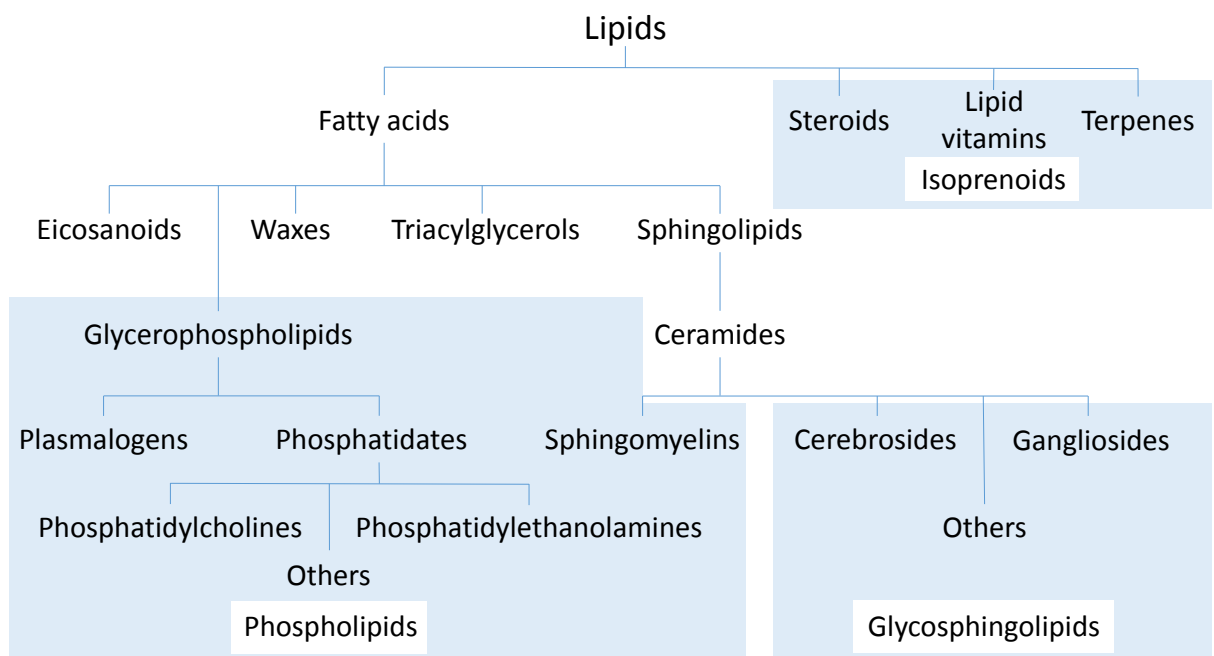 Lipids
Fatty acids
Steroids
Lipid
vitamins
Terpenes
Isoprenoids
Eicosanoids
Waxes
Triacylglycerols
Sphingolipids
Glycerophospholipids
Ceramides
Plasmalogens
Phosphatidates
Sphingomyelins
Cerebrosides
Gangliosides
Phosphatidylcholines
Phosphatidylethanolamines
Others
Others
Phospholipids
Glycosphingolipids